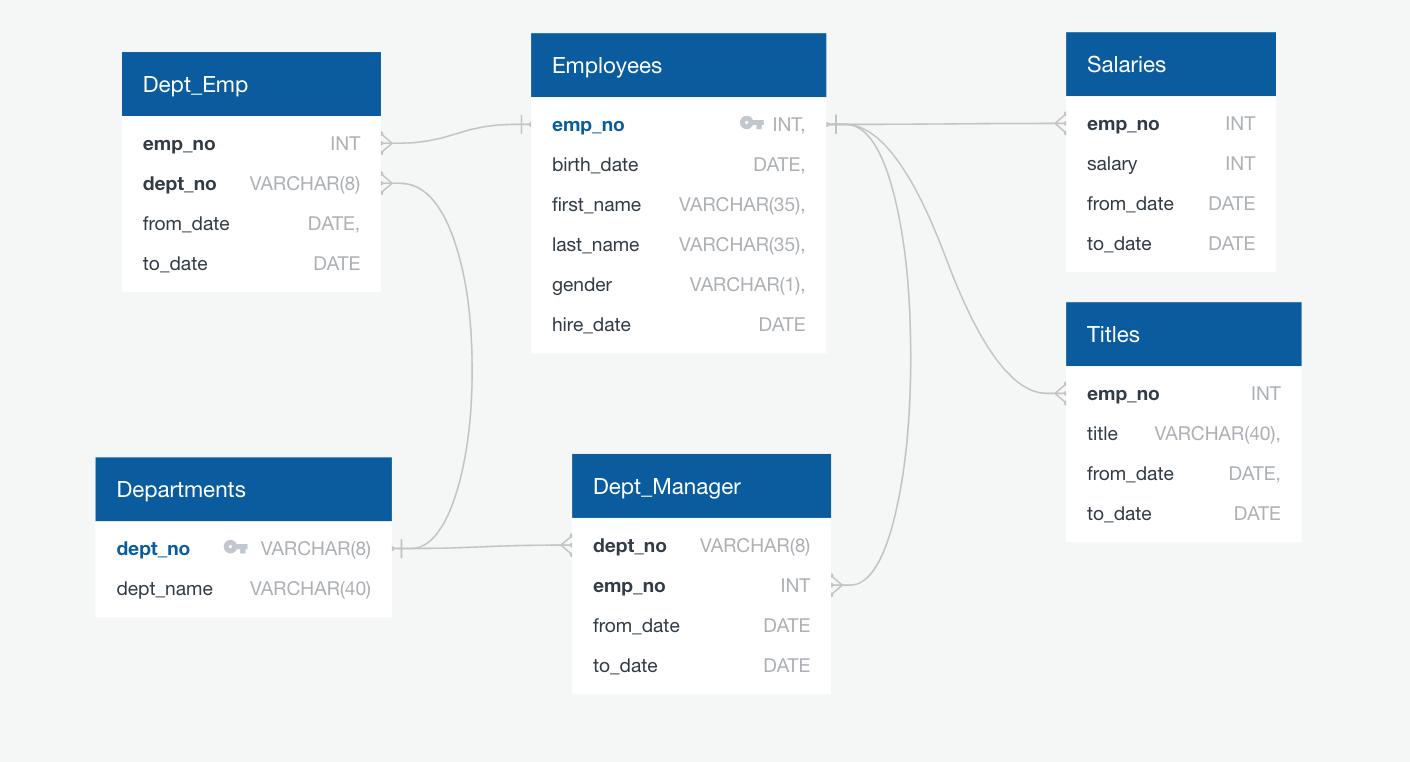 Dept_Emp
emp_no INT
dept_no VARCHAR(8)
from_date DATE,
to_date DATE
Employees
emp_no INT,
birth_date DATE,
first_name VARCHAR(35),
last_name VARCHAR(35),
gender VARCHAR(1),
hire_date DATE
Salaries
emp_no INT
salary INT
from_date DATE
to_date DATE
Titles
emp_no INT
title VARCHAR(40),
from_date DATE,
to_date DATE
Departments
dept_no VARCHAR(8)
dept_name VARCHAR(40)
Dept_Manager
dept_no VARCHAR(8)
emp_no INT
from_date DATE
to_date DATE